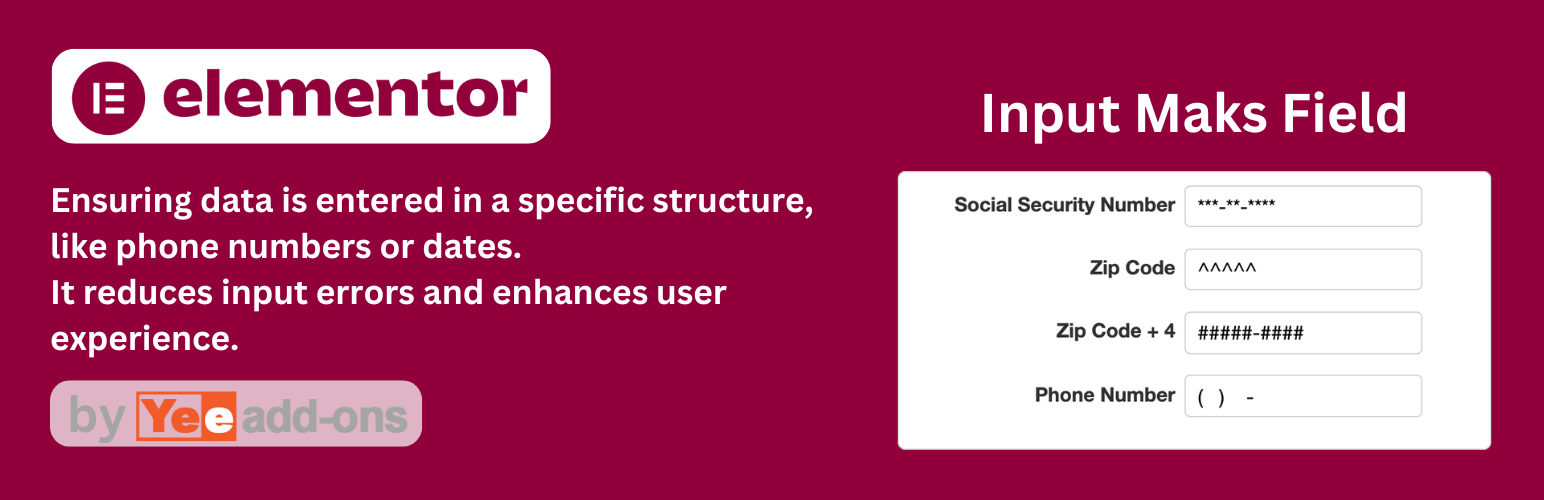 elementor
Ensuring data is entered in a specific structure,
like phone numbers or dates.
It reduces input errors and enhances user
experience.
by Yee add-ons
Input Maks Field
Social Security Number ***-**-****
Zip Code ^^^^^
Zip Code + 4 #####-####
Phone Number ( ) -